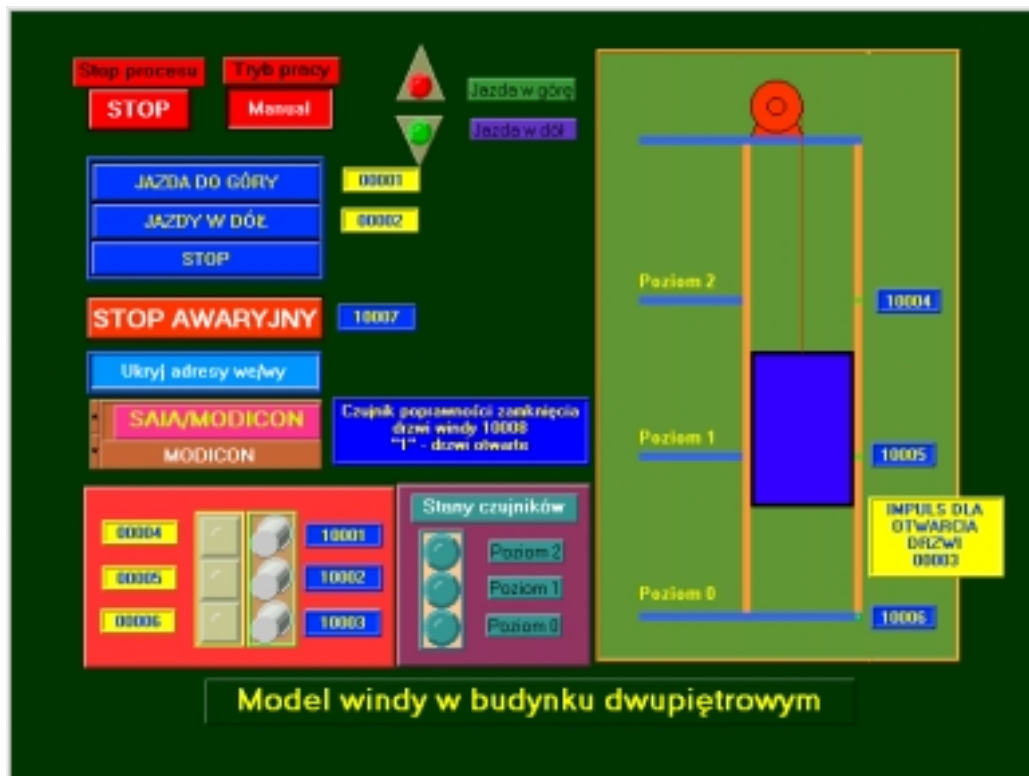 Stop procesu
Tryb pracy
STOP
Manual
Jazda w górę
Jazda w dół
JAZDA DO GÓRY
00001
JAZDY W DÓŁ
00002
STOP
STOP AWARYJNY
10007
Ukryj adresy we/wy
SAIA/MODICON
MODICON
Czujnik poprawności zamknięcia
drzwi windy 10008
"1" - drzwi otwarte
00004
10001
00005
10002
00006
10003
Stany czujników
Poziom 2
Poziom 1
Poziom 0
Poziom 2
10004
Poziom 1
10005
IMPULS DLA
OTWARCIA
DRZWI
00003
Poziom 0
10006
Model windy w budynku dwupiętrowym